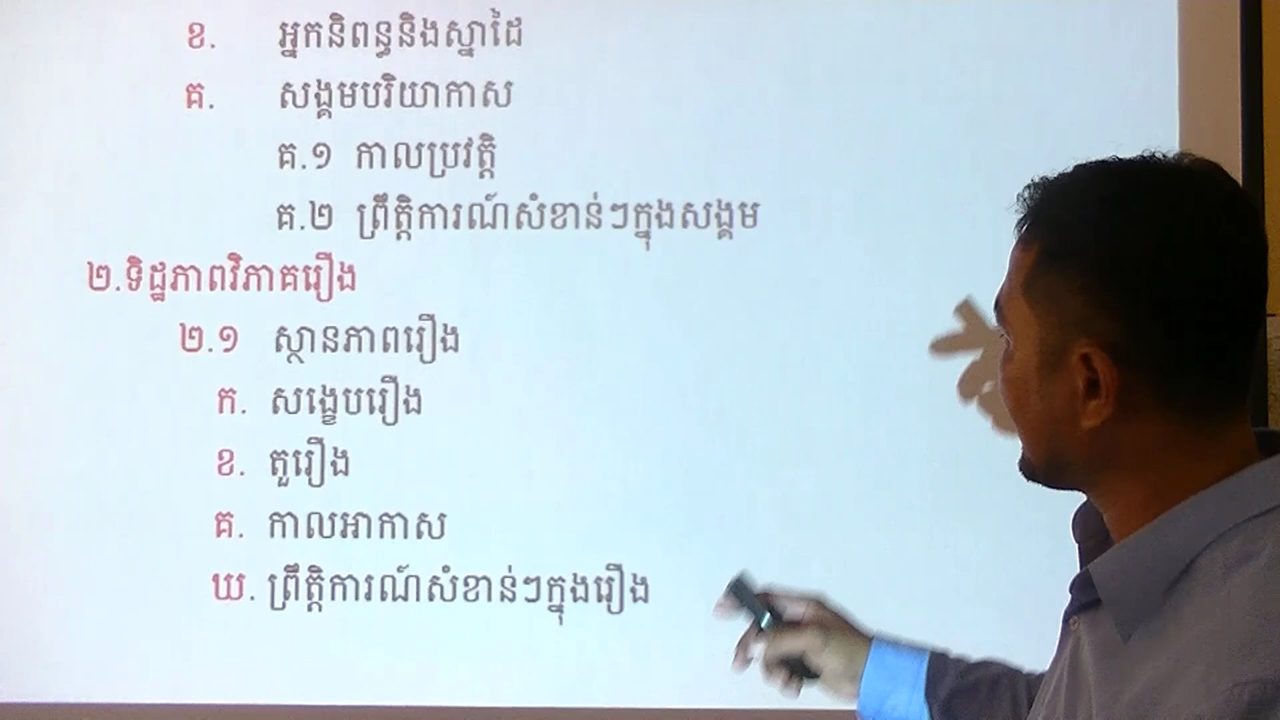 ខ. អ្នកនិពន្ធនិងស្នាដៃ
គ. សង្គមបរិយាកាស
គ.១ កាលប្រវត្តិ
គ.២ ព្រឹត្តិការណ៍សំខាន់ៗក្នុងសង្គម
២.ទិដ្ឋភាពវិភាគរឿង
២.១ ស្ថានភាពរឿង
ក. សង្ខេបរឿង
ខ. តួរឿង
គ. កាលអាកាស
ឃ. ព្រឹត្តិការណ៍សំខាន់ៗក្នុងរឿង